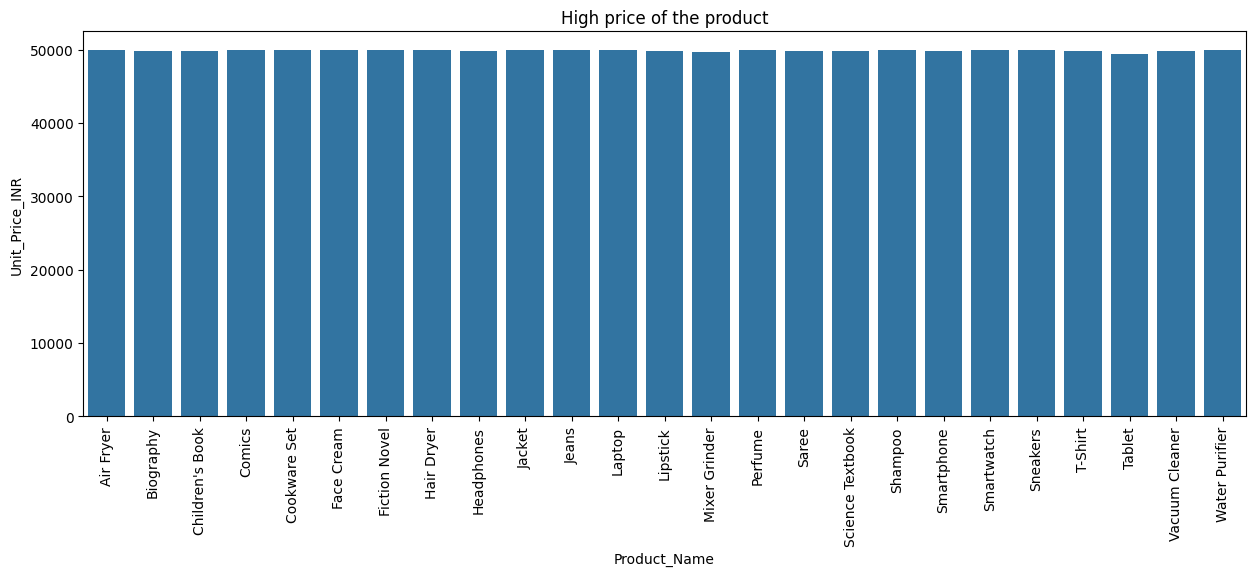 High price of the product
Unit_Price_INR
50000
40000
30000
20000
10000
0
Air Fryer
Biography
Children's Book
Comics
Cookware Set
Face Cream
Fiction Novel
Hair Dryer
Headphones
Jacket
Jeans
Laptop
Lipstick
Mixer Grinder
Perfume
Saree
Science Textbook
Shampoo
Smartphone
Smartwatch
Sneakers
T-Shirt
Tablet
Vacuum Cleaner
Water Purifier
Product_Name